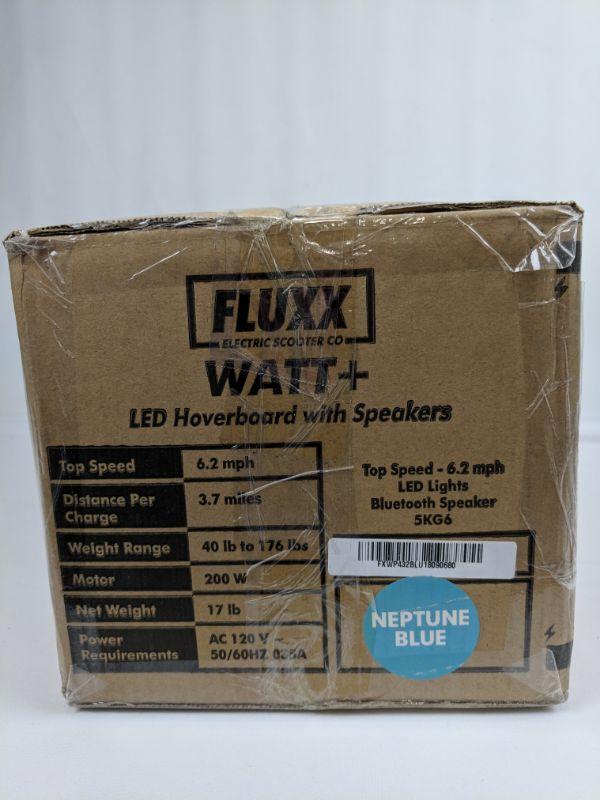 FLUXX
ELECTRIC SCOOTER CO
WATT+
LED Hoverboard with Speakers
Top Speed 6.2 mph
Distance Per Charge 3.7 miles
Weight Range 40 lb to 176 lbs
Motor 200 W
Net Weight 17 lb
Power Requirements AC 120 V ~ 50/60HZ
Top Speed - 6.2 mph
LED Lights
Bluetooth Speaker
5KG6
FXWP432BLU18090680
NEPTUNE
BLUE